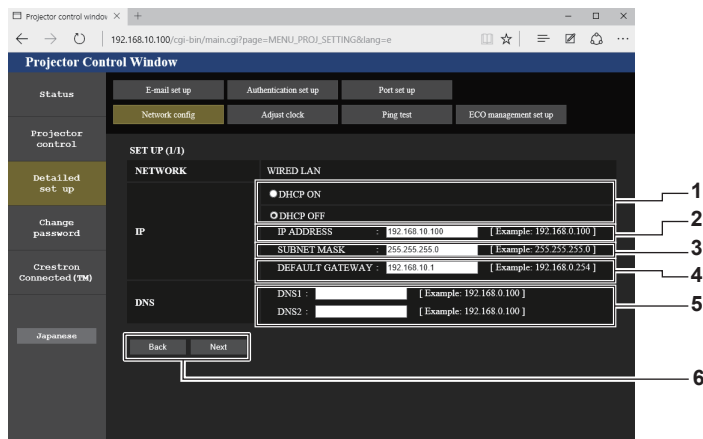 Projector control window
192.168.10.100/cgi-bin/main.cgi?page=MENU_PROJ_SETTING&lang=e
Projector Control Window
Status
E-mail set up
Authentication set up
Port set up
Network config
Adjust clock
Ping test
ECO management set up
Projector control
Detailed set up
Change password
Crestron Connected(TM)
Japanese
SET UP (1/1)
NETWORK WIRED LAN
IP
DHCP ON
DHCP OFF
IP ADDRESS : 192.168.10.100 [ Example: 192.168.0.100 ]
SUBNET MASK : 255.255.255.0 [ Example: 255.255.255.0 ]
DEFAULT GATEWAY : 192.168.10.1 [ Example: 192.168.0.254 ]
DNS
DNS1 : [ Example: 192.168.0.100 ]
DNS2 : [ Example: 192.168.0.100 ]
Back Next
1
2
3
4
5
6